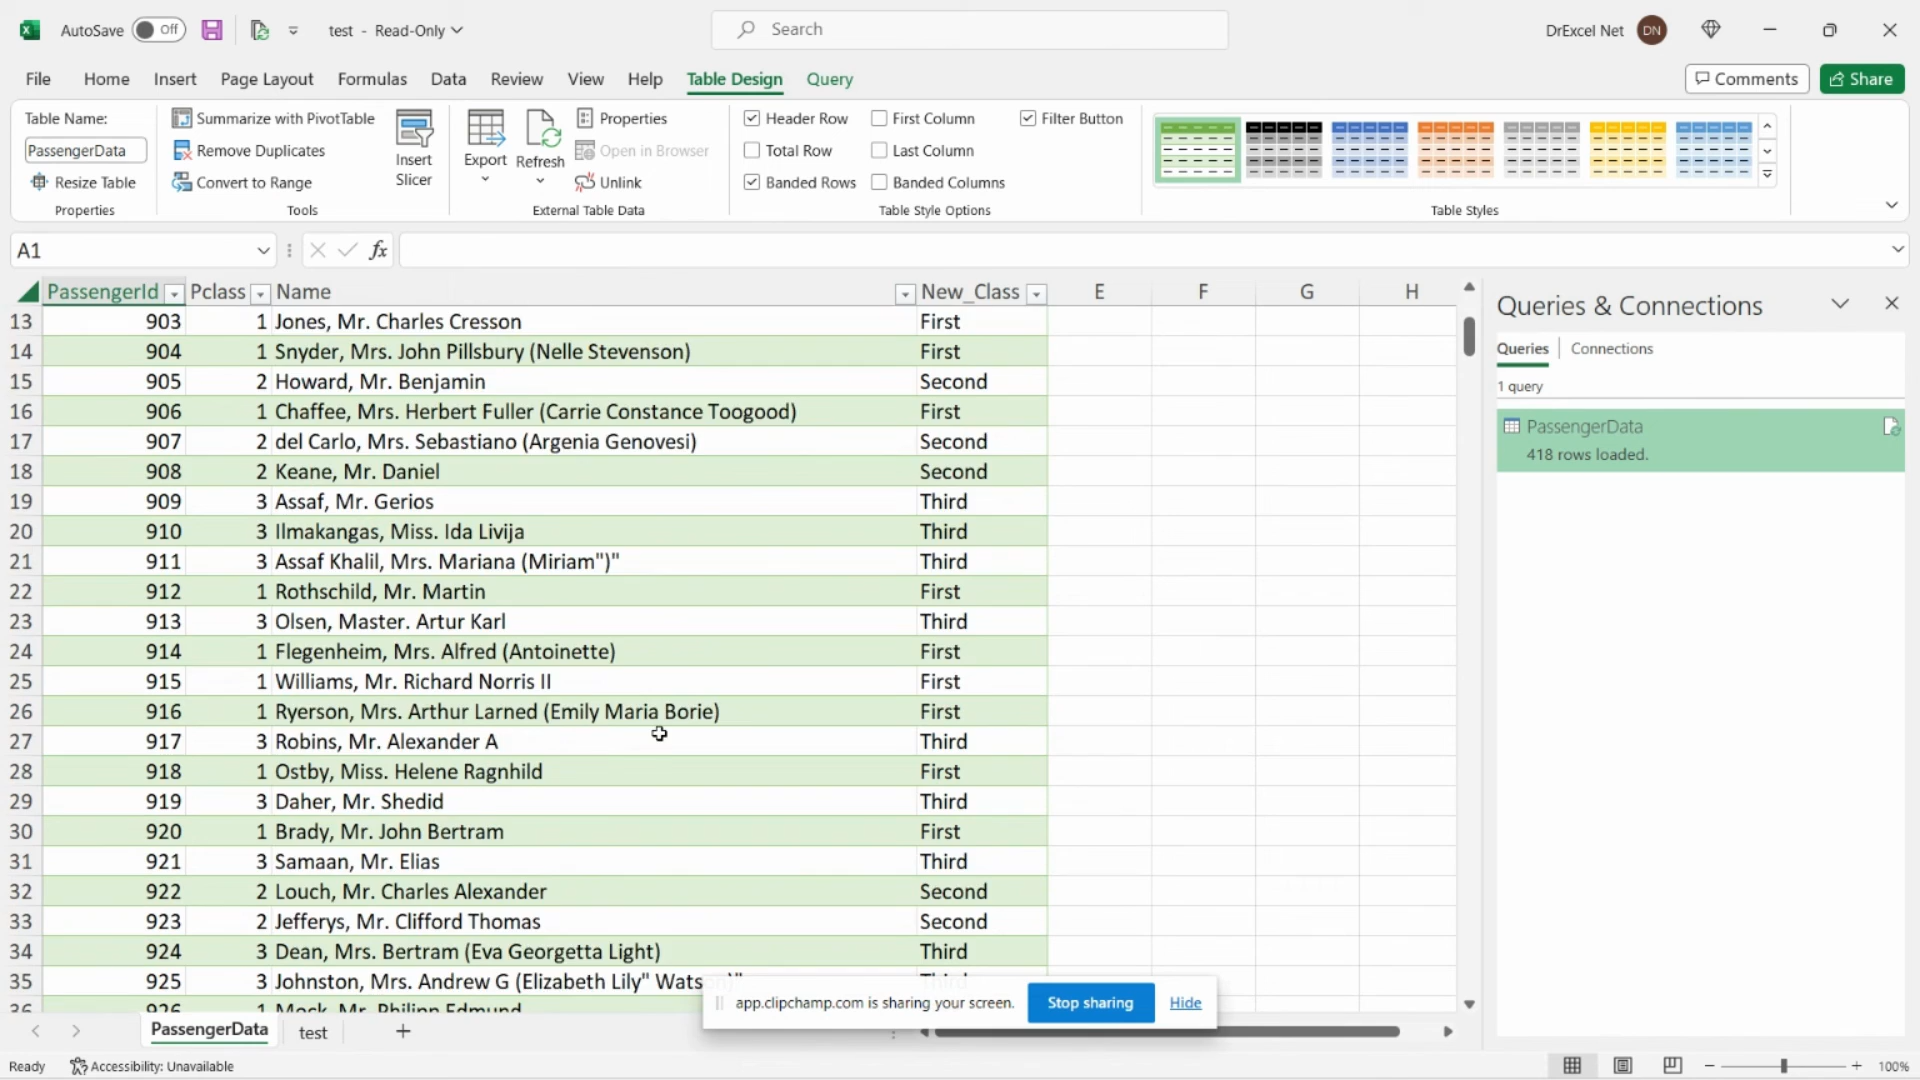 AutoSave Off test - Read-Only Search DrExcel Net DN
File Home Insert Page Layout Formulas Data Review View Help Table Design Query Comments Share
Table Name:
PassengerData
Resize Table
Properties
Summarize with PivotTable
Remove Duplicates
Convert to Range
Tools
Insert
Slicer
Export
Refresh
Properties
Open in Browser
Unlink
External Table Data
Header Row First Column Filter Button
Total Row Last Column
Banded Rows Banded Columns
Table Style Options
Table Styles
A1 fx
PassengerId Pclass Name New_Class E F G H
13 903 1 Jones, Mr. Charles Cresson First
14 904 1 Snyder, Mrs. John Pillsbury (Nelle Stevenson) First
15 905 2 Howard, Mr. Benjamin Second
16 906 1 Chaffee, Mrs. Herbert Fuller (Carrie Constance Toogood) First
17 907 2 del Carlo, Mrs. Sebastiano (Argenia Genovesi) Second
18 908 2 Keane, Mr. Daniel Second
19 909 3 Assaf, Mr. Gerios Third
20 910 3 Ilmakangas, Miss. Ida Livija Third
21 911 3 Assaf Khalil, Mrs. Mariana (Miriam")" Third
22 912 1 Rothschild, Mr. Martin First
23 913 3 Olsen, Master. Artur Karl Third
24 914 1 Flegenheim, Mrs. Alfred (Antoinette) First
25 915 1 Williams, Mr. Richard Norris II First
26 916 1 Ryerson, Mrs. Arthur Larned (Emily Maria Borie) First
27 917 3 Robins, Mr. Alexander A Third
28 918 1 Ostby, Miss. Helene Ragnhild First
29 919 3 Daher, Mr. Shedid Third
30 920 1 Brady, Mr. John Bertram First
31 921 3 Samaan, Mr. Elias Third
32 922 2 Louch, Mr. Charles Alexander Second
33 923 2 Jefferys, Mr. Clifford Thomas Second
34 924 3 Dean, Mrs. Bertram (Eva Georgetta Light) Third
35 925 3 Johnston, Mrs. Andrew G (Elizabeth Lily"
Queries & Connections
Queries Connections
1 query
PassengerData
418 rows loaded.
app.clipchamp.com is sharing your screen. Stop sharing Hide
PassengerData test
Ready Accessibility: Unavailable 100%